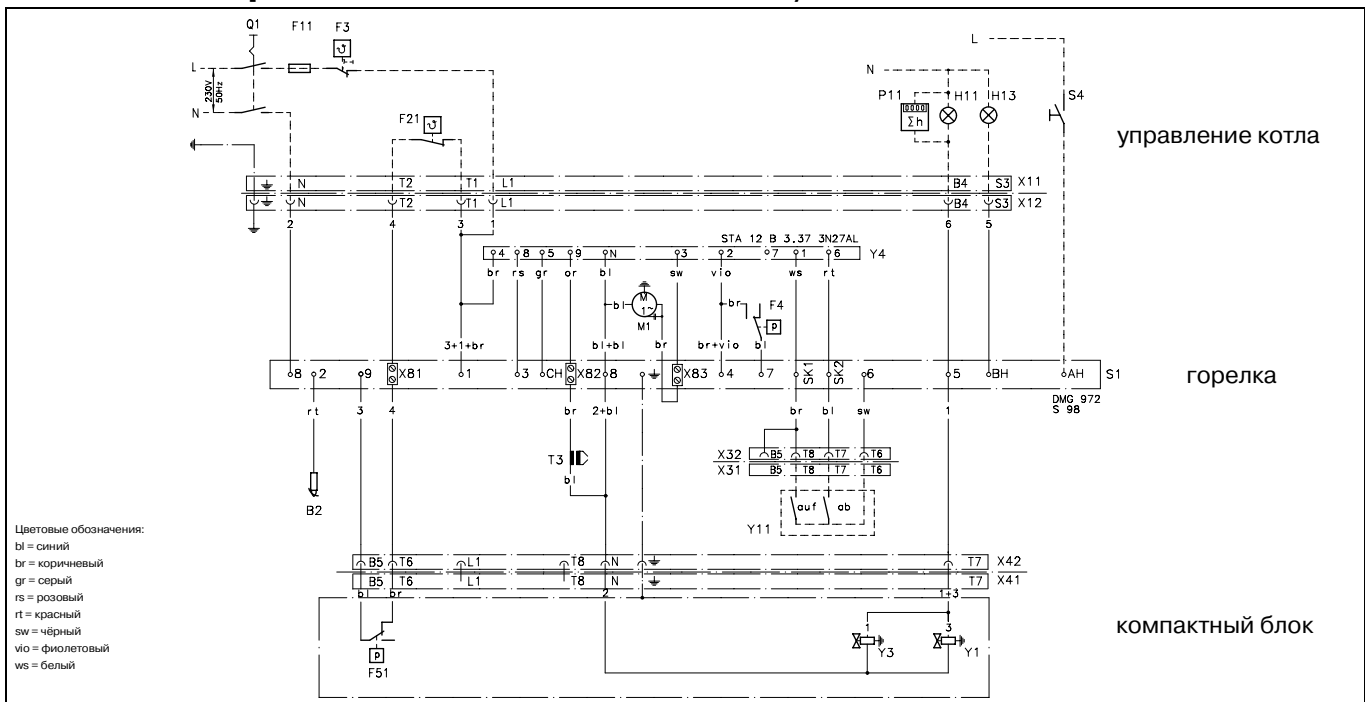 Q1 F11 F3
L
230V
50Hz
N
F21
L
N
P11 H11 H13 S4
Σh
управление котла
N T2 T1 L1 B4 S3 X11
N T2 T1 L1 B4 S3 X12
2 4 3 1 6 5
STA 12 B 3.37 3N27AL
4 8 5 9 N 3 2 7 1 6 Y4
br rs gr or bl sw vio ws rt
bl M 1~ M1
br F4
P
3+1+br bl+bl br br+vio bl
8 2 9 X81 1 3 CH X82 8 X83 4 7 SK1 SK2 6 5 BH AH S1
горелка
DMG 972
S 98
rt 3 4 br 2+bl br bl sw 1
T3
bl
X32 B5 T8 T7 T6
X31 B5 T8 T7 T6
auf ab
Y11
B2
Цветовые обозначения:
bl = синий
br = коричневый
gr = серый
rs = розовый
rt = красный
sw = чёрный
vio = фиолетовый
ws = белый
B5 T6 L1 T8 N T7 X42
B5 T6 L1 T8 N T7 X41
bl br 2 1+3
компактный блок
1 3
Y3 Y1
P
F51